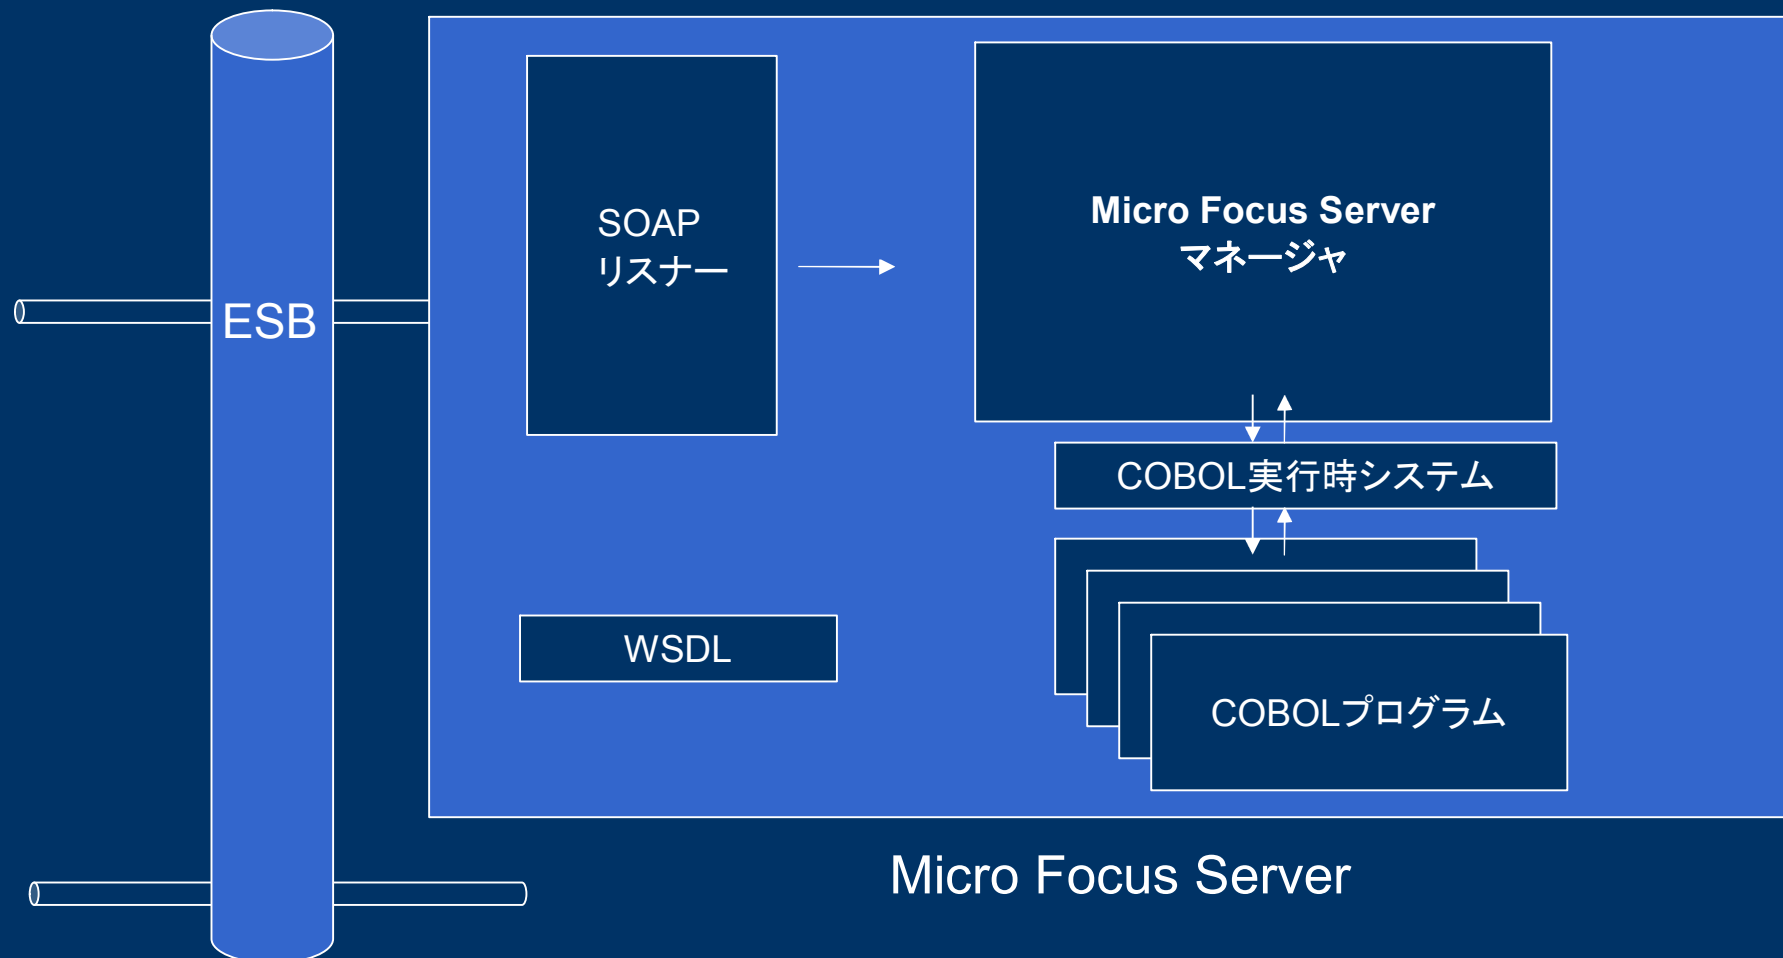 SOAP
リスナー
Micro Focus Server
マネージャ
ESB
COBOL実行時システム
WSDL
COBOLプログラム
Micro Focus Server